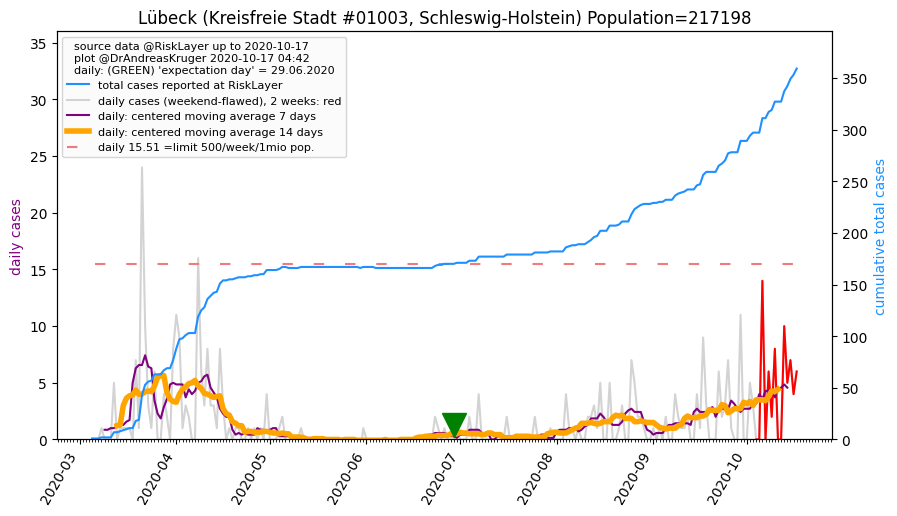 Lübeck (Kreisfreie Stadt #01003, Schleswig-Holstein) Population=217198
source data @RiskLayer up to 2020-10-17
plot @DrAndreasKruger 2020-10-17 04:42
daily: (GREEN) 'expectation day' = 29.06.2020
total cases reported at RiskLayer
daily cases (weekend-flawed), 2 weeks: red
daily: centered moving average 7 days
daily: centered moving average 14 days
daily 15.51 =limit 500/week/1mio pop.
daily cases
35
30
25
20
15
10
5
0
cumulative total cases
350
300
250
200
150
100
50
0
2020-03
2020-04
2020-05
2020-06
2020-07
2020-08
2020-09
2020-10